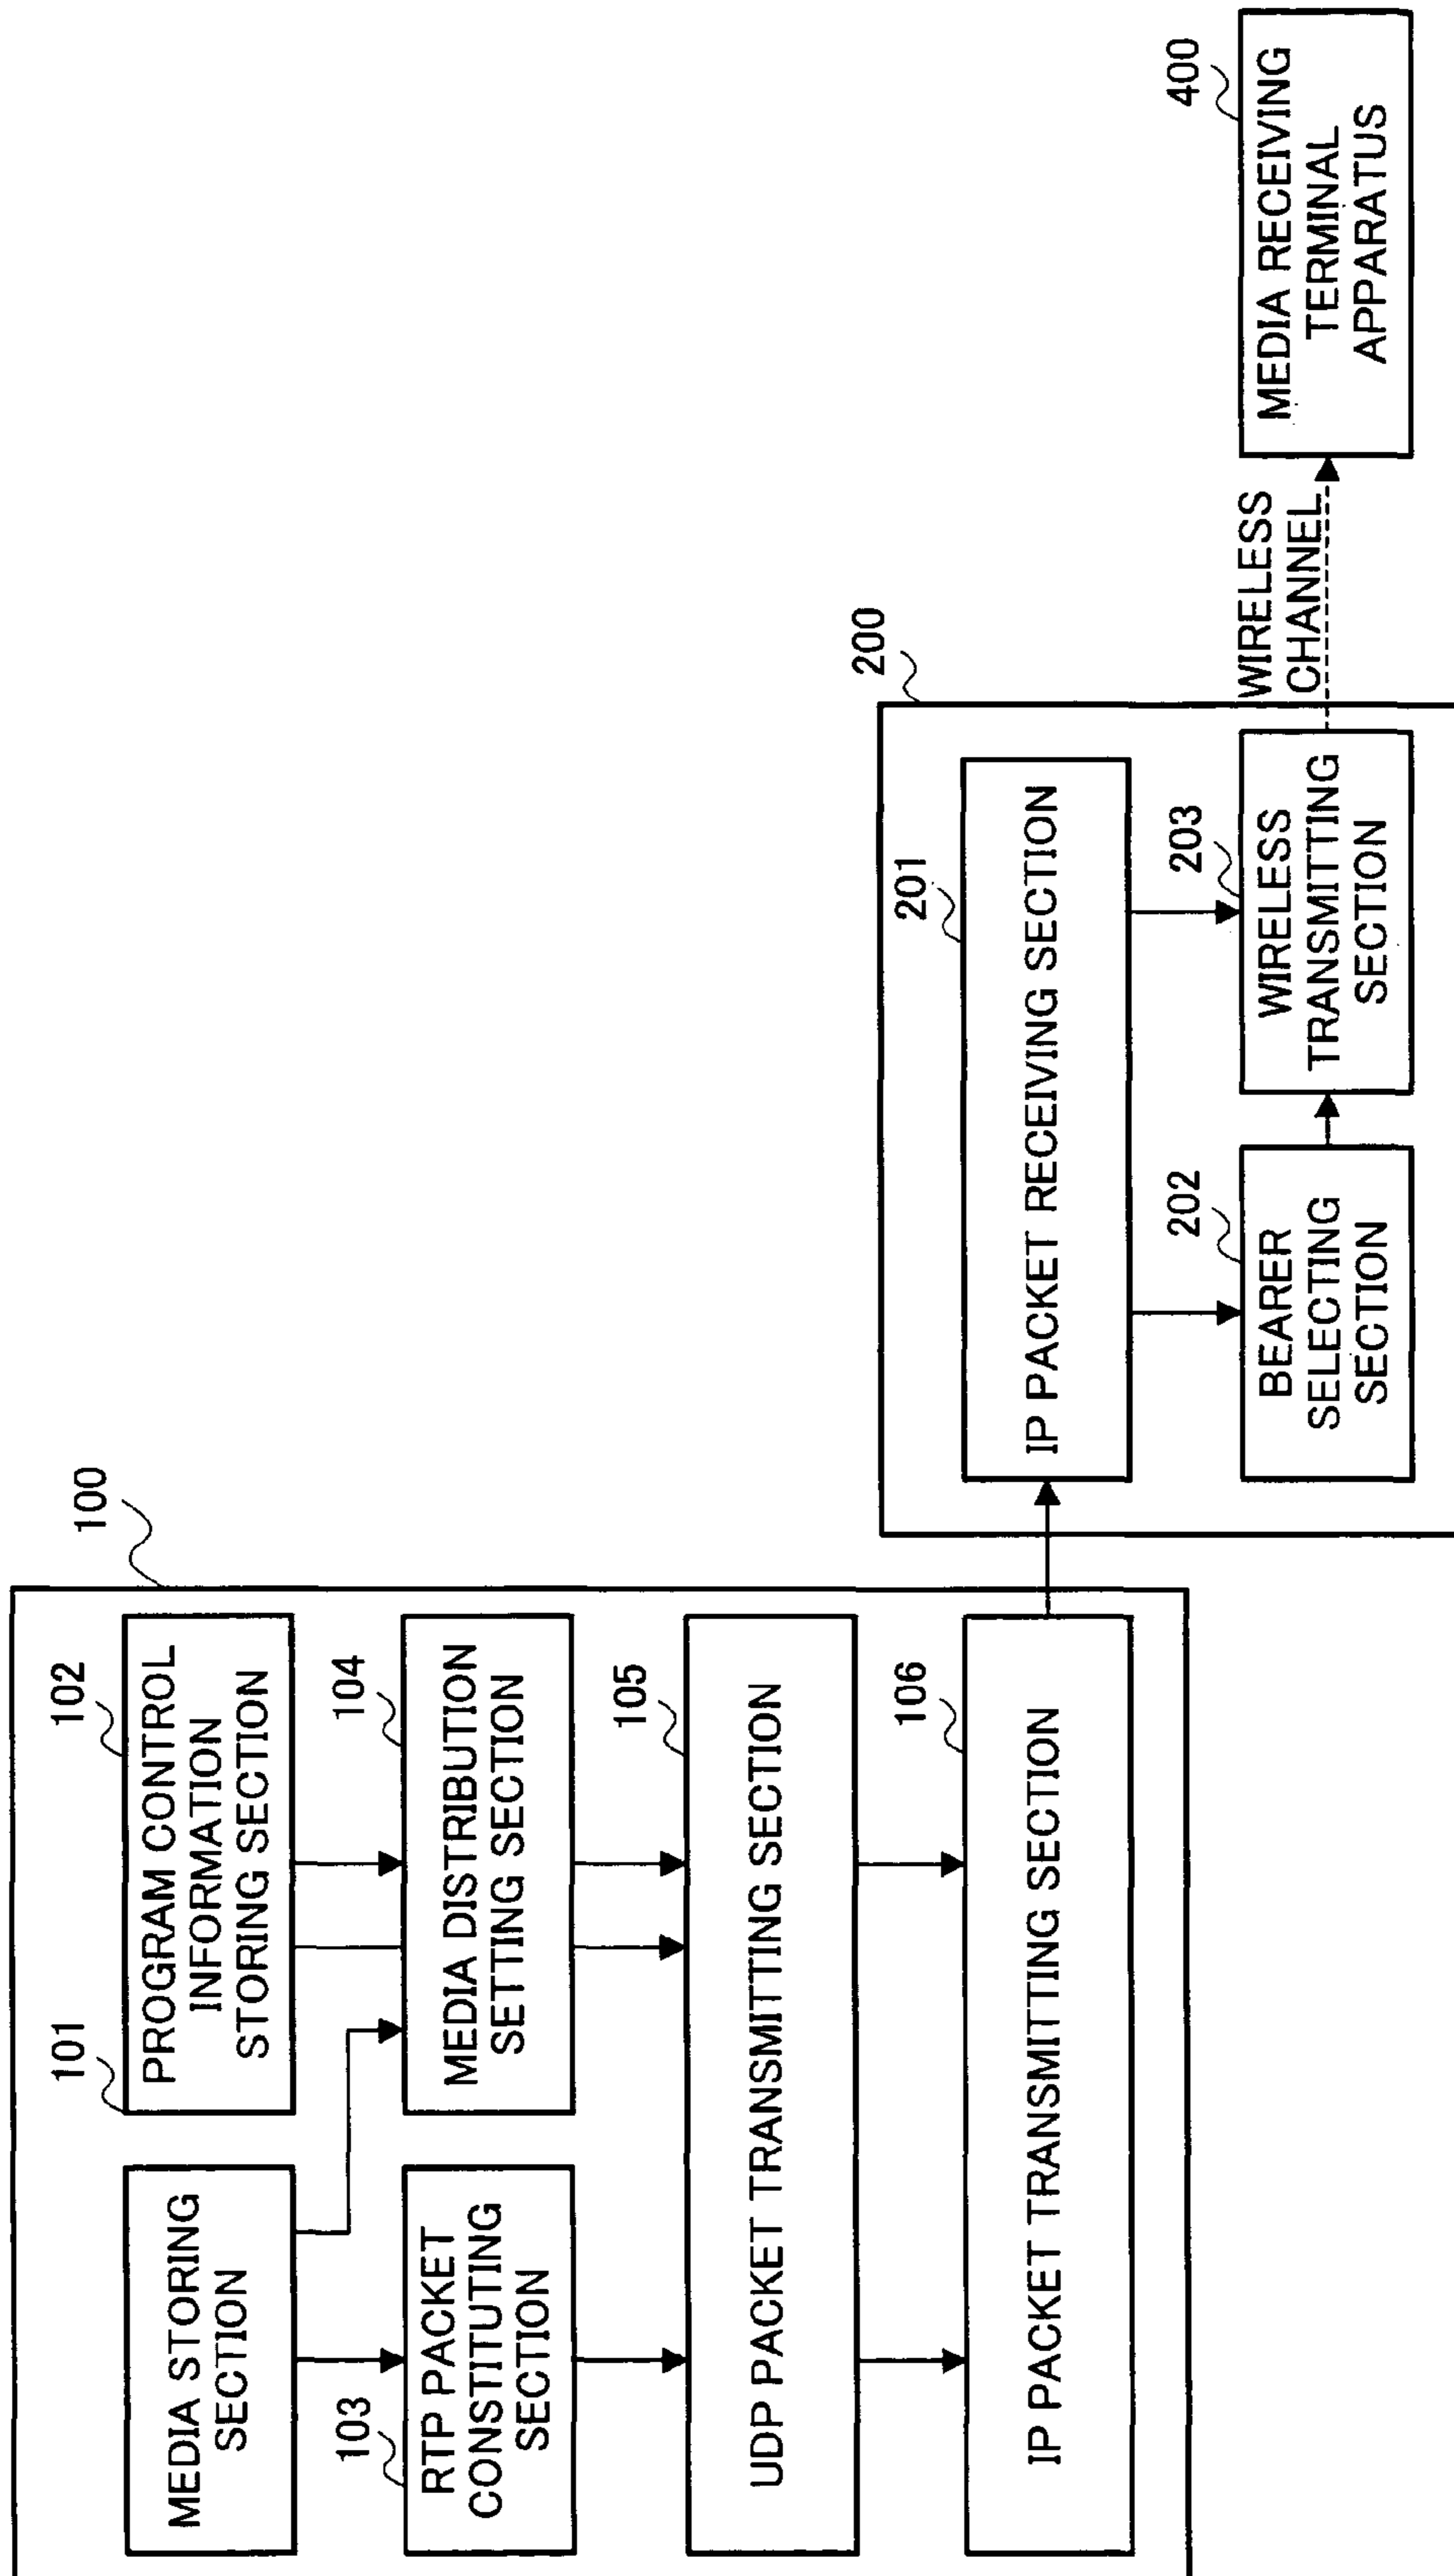 100
101
MEDIA STORING
SECTION
102
PROGRAM CONTROL
INFORMATION
STORING SECTION
103
RTP PACKET
CONSTITUTING
SECTION
104
MEDIA DISTRIBUTION
SETTING SECTION
105
UDP PACKET TRANSMITTING SECTION
106
IP PACKET TRANSMITTING SECTION
200
201
IP PACKET RECEIVING SECTION
202
BEARER
SELECTING
SECTION
203
WIRELESS
TRANSMITTING
SECTION
WIRELESS
CHANNEL
400
MEDIA RECEIVING
TERMINAL
APPARATUS